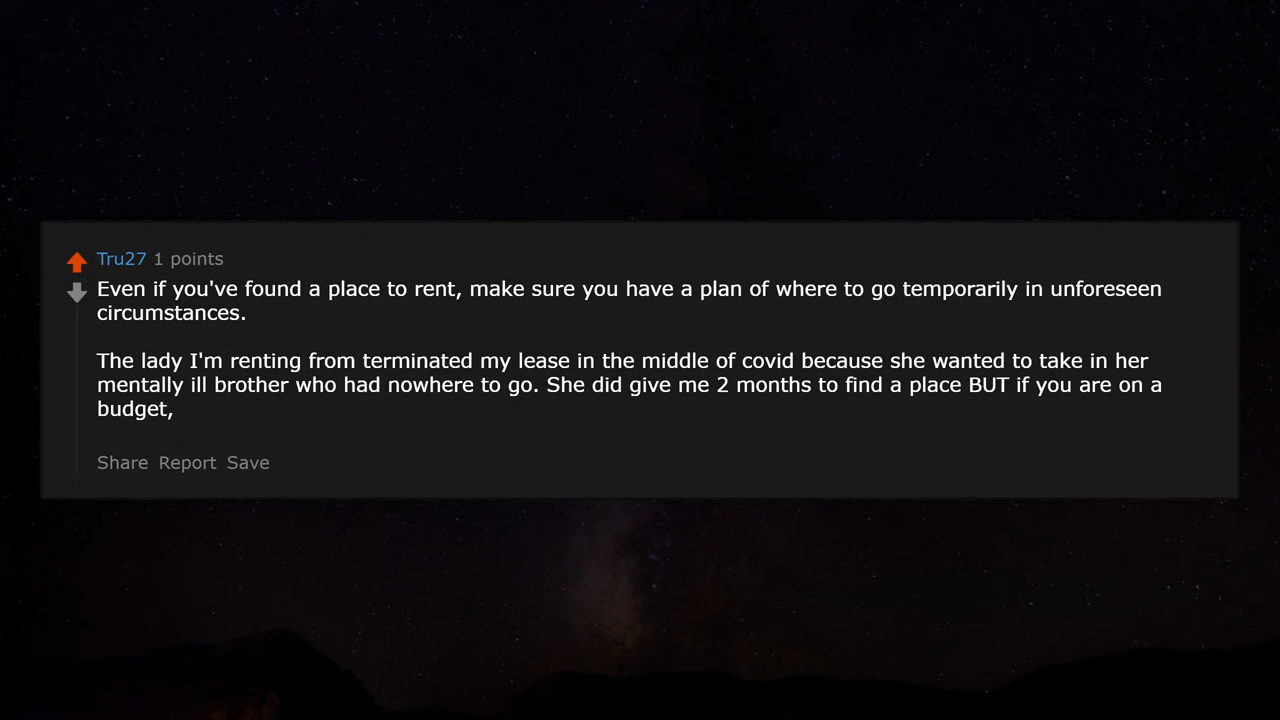 Tru27 1 points
Even if you've found a place to rent, make sure you have a plan of where to go temporarily in unforeseen
circumstances.
The lady I'm renting from terminated my lease in the middle of covid because she wanted to take in her
mentally ill brother who had nowhere to go. She did give me 2 months to find a place BUT if you are on a
budget,
Share Report Save